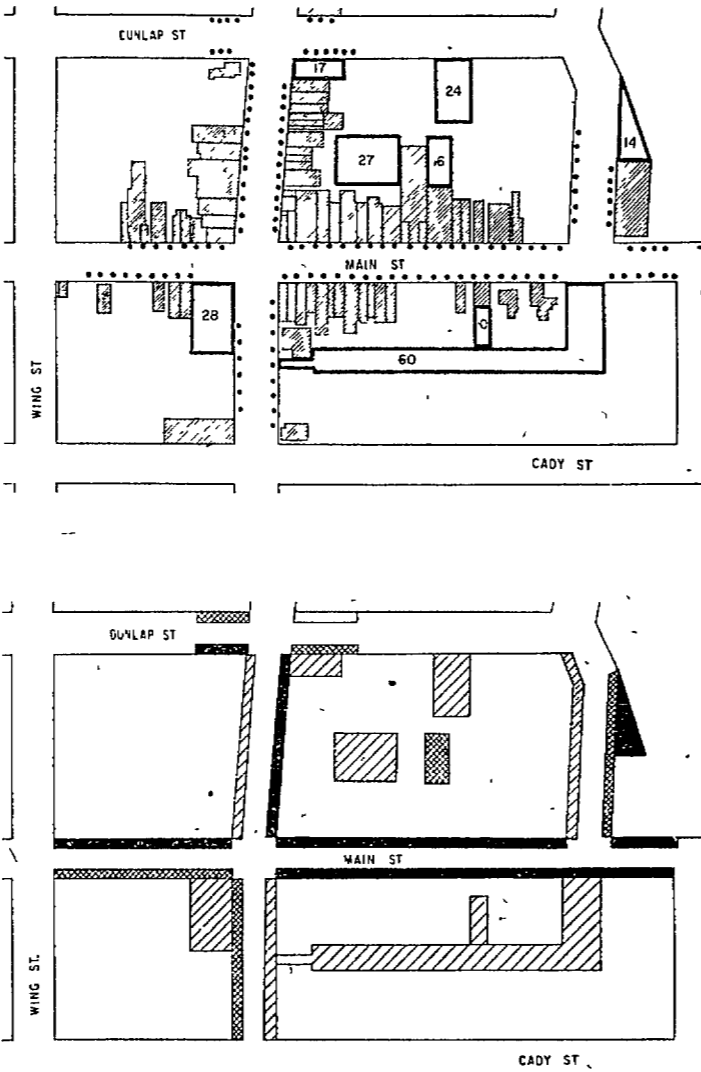 DUNLAP ST
17
24
14
27
MAIN ST
28
60
WING ST
CADY ST
DUNLAP ST
MAIN ST
WING ST.
CADY ST